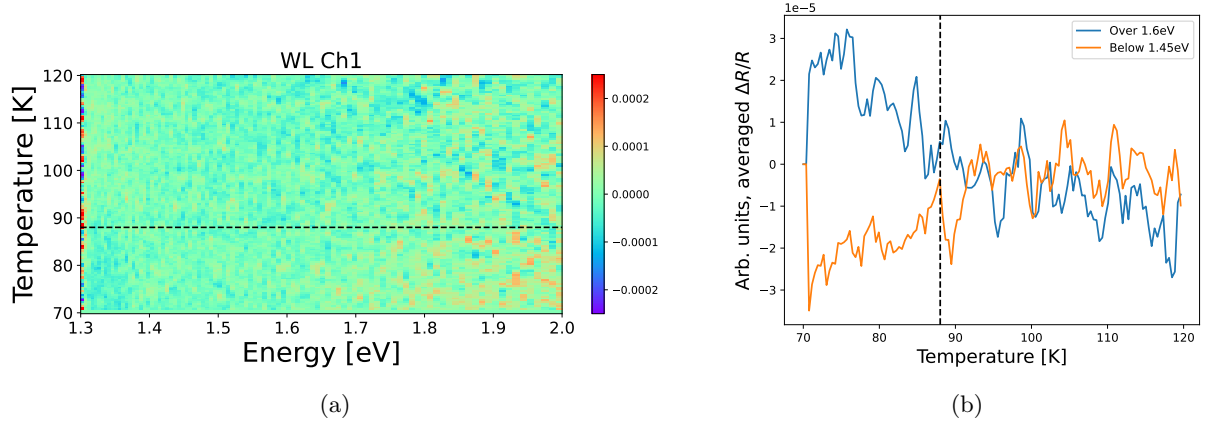 WL Ch1
Temperature [K]
120
110
100
90
80
70
1.3 1.4 1.5 1.6 1.7 1.8 1.9 2.0
Energy [eV]
0.0002
0.0001
0.0000
−0.0001
−0.0002
(a)
1e−5
Over 1.6eV
Below 1.45eV
Arb. units, averaged ΔR/R
3
2
1
0
−1
−2
−3
70 80 90 100 110 120
Temperature [K]
(b)